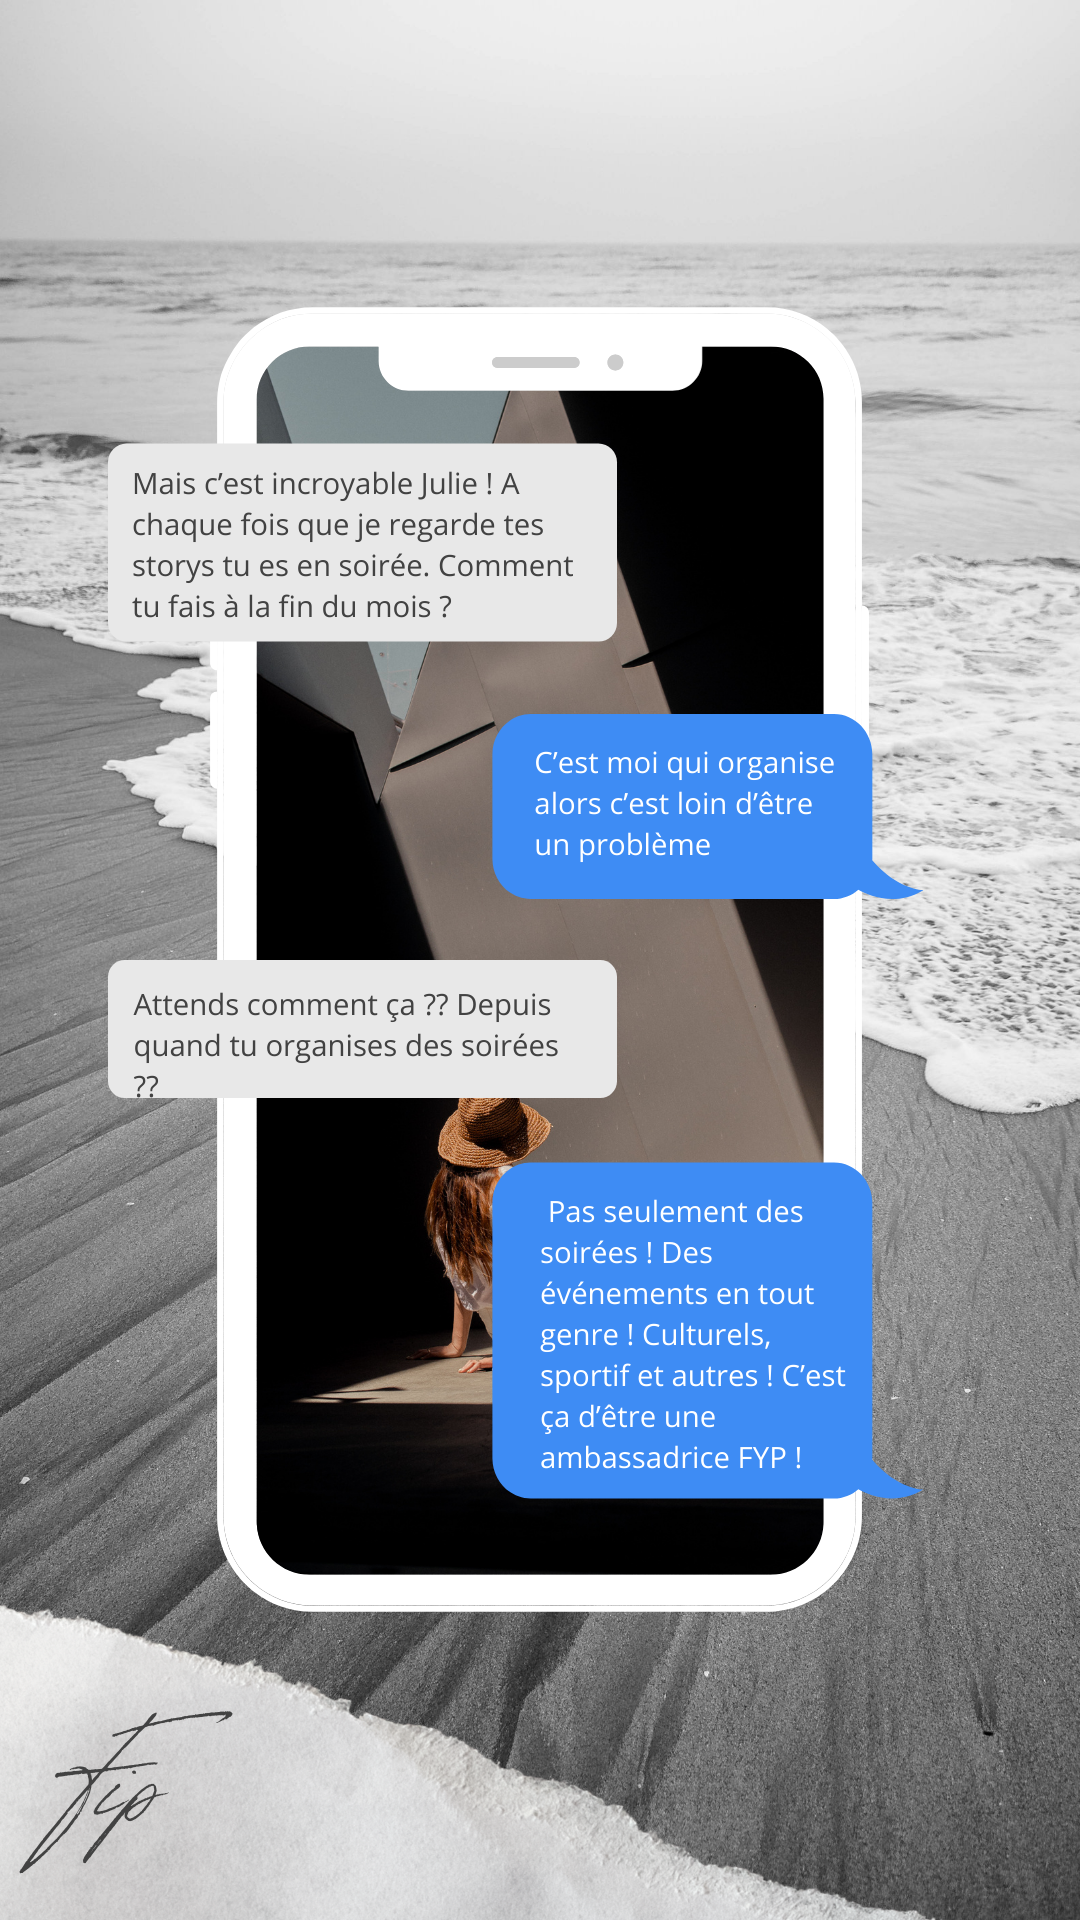 Mais c’est incroyable Julie ! A
chaque fois que je regarde tes
storys tu es en soirée. Comment
tu fais à la fin du mois ?
C’est moi qui organise
alors c’est loin d’être
un problème
Attends comment ça ?? Depuis
quand tu organises des soirées
??
Pas seulement des
soirées ! Des
événements en tout
genre ! Culturels,
sportif et autres ! C’est
ça d’être une
ambassadrice FYP !
Fip